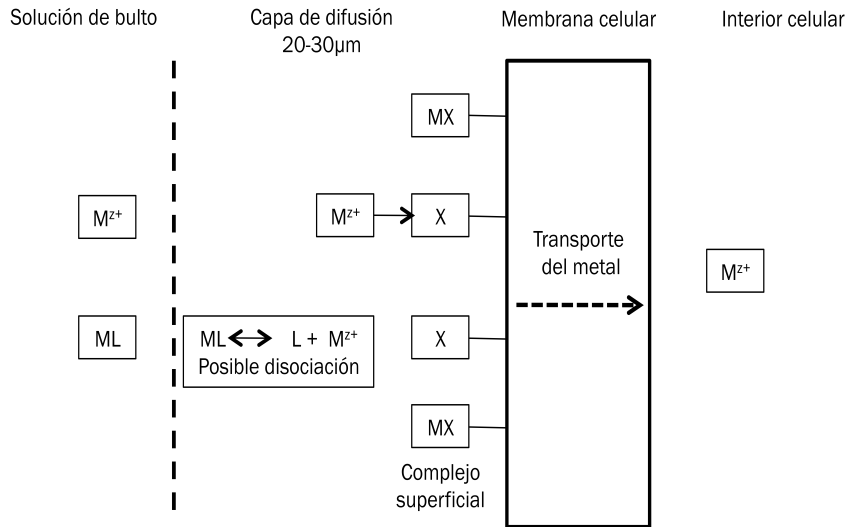 Solución de bulto
Capa de difusión
20-30µm
Membrana celular
Interior celular
MX
Mᶻ⁺
Mᶻ⁺
X
Transporte
del metal
Mᶻ⁺
ML
ML L + Mᶻ⁺
Posible disociación
X
MX
Complejo
superficial